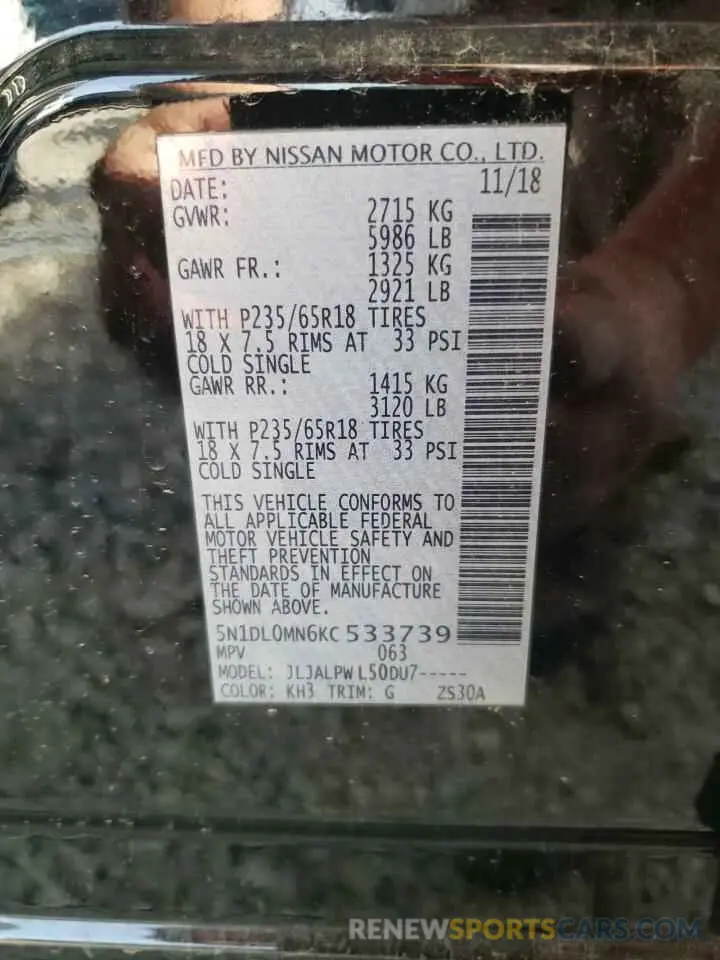 MFD BY NISSAN MOTOR CO., LTD.
DATE: 11/18
GVWR: 2715 KG
5986 LB
GAWR FR.: 1325 KG
2921 LB
WITH P235/65R18 TIRES
18 X 7.5 RIMS AT 33 PSI
COLD SINGLE
GAWR RR.: 1415 KG
3120 LB
WITH P235/65R18 TIRES
18 X 7.5 RIMS AT 33 PSI
COLD SINGLE
THIS VEHICLE CONFORMS TO
ALL APPLICABLE FEDERAL
MOTOR VEHICLE SAFETY AND
THEFT PREVENTION
STANDARDS IN EFFECT ON
THE DATE OF MANUFACTURE
SHOWN ABOVE.
5N1DL0MN6KC 533739
MPV 063
MODEL: JLJALPW L50DU7-----
COLOR: KH3 TRIM: G ZS30A
RENEWSPORTSCARS.COM